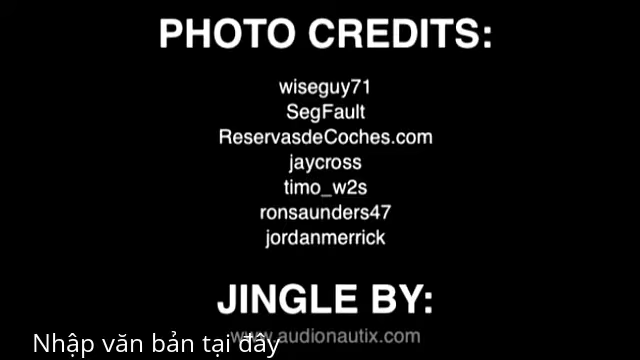 PHOTO CREDITS:
wiseguy71
SegFault
ReservasdeCoches.com
jaycross
timo_w2s
ronsaunders47
jordanmerrick
JINGLE BY:
www.audionautix.com
Nhập văn bản tại đây